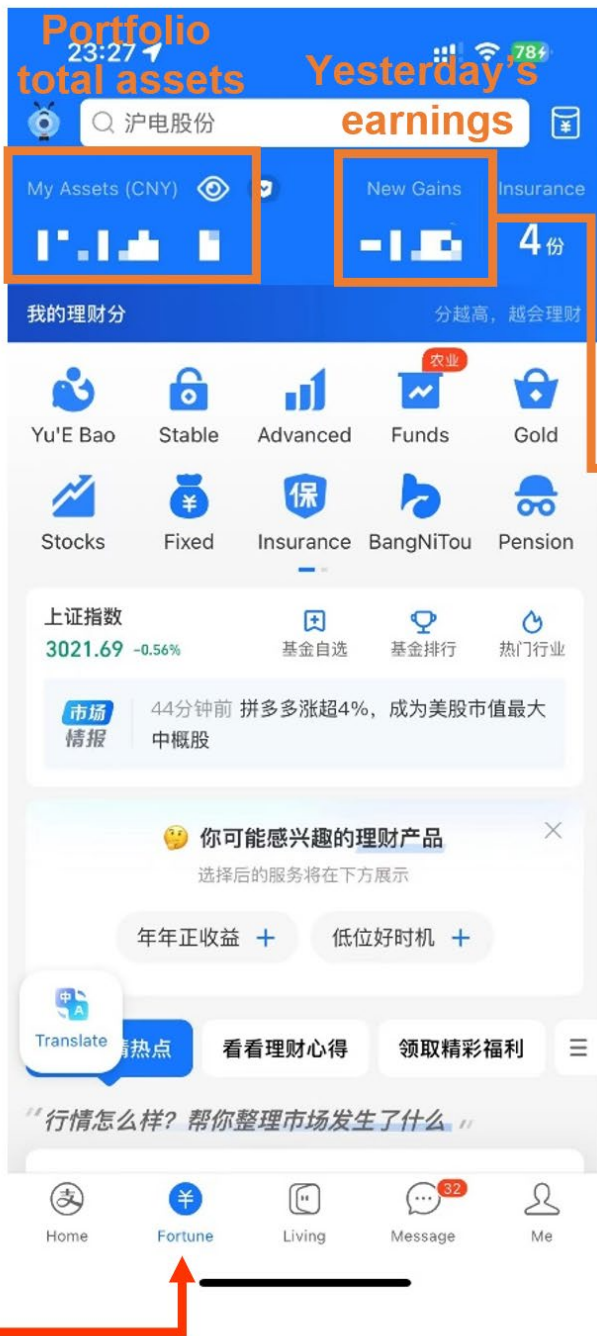 Portfolio
total assets
Yesterday's
earnings
23:27
78
沪电股份
My Assets (CNY)
New Gains
Insurance
4份
我的理财分
分越高，越会理财
农业
Yu'E Bao
Stable
Advanced
Funds
Gold
保
Stocks
Fixed
Insurance
BangNiTou
Pension
上证指数
3021.69 -0.56%
基金自选
基金排行
热门行业
市场
情报
44分钟前 拼多多涨超4%，成为美股市值最大
中概股
🤔 你可能感兴趣的理财产品
选择后的服务将在下方展示
年年正收益 +
低位好时机 +
中 A
Translate
热点
看看理财心得
领取精彩福利
"行情怎么样？帮你整理市场发生了什么"
支
Home
Fortune
Living
32
Message
Me